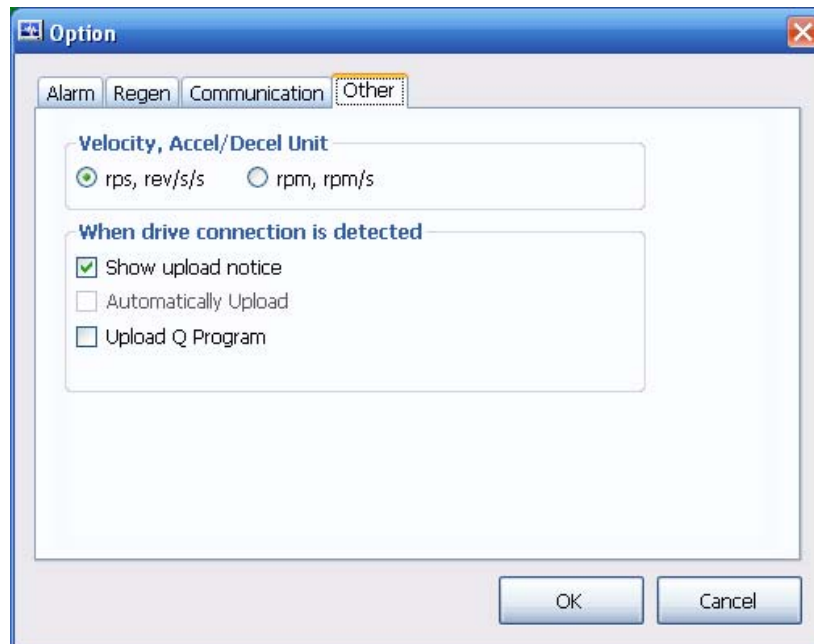 Option
Alarm Regen Communication Other
Velocity, Accel/Decel Unit
rps, rev/s/s rpm, rpm/s
When drive connection is detected
Show upload notice
Automatically Upload
Upload Q Program
OK Cancel